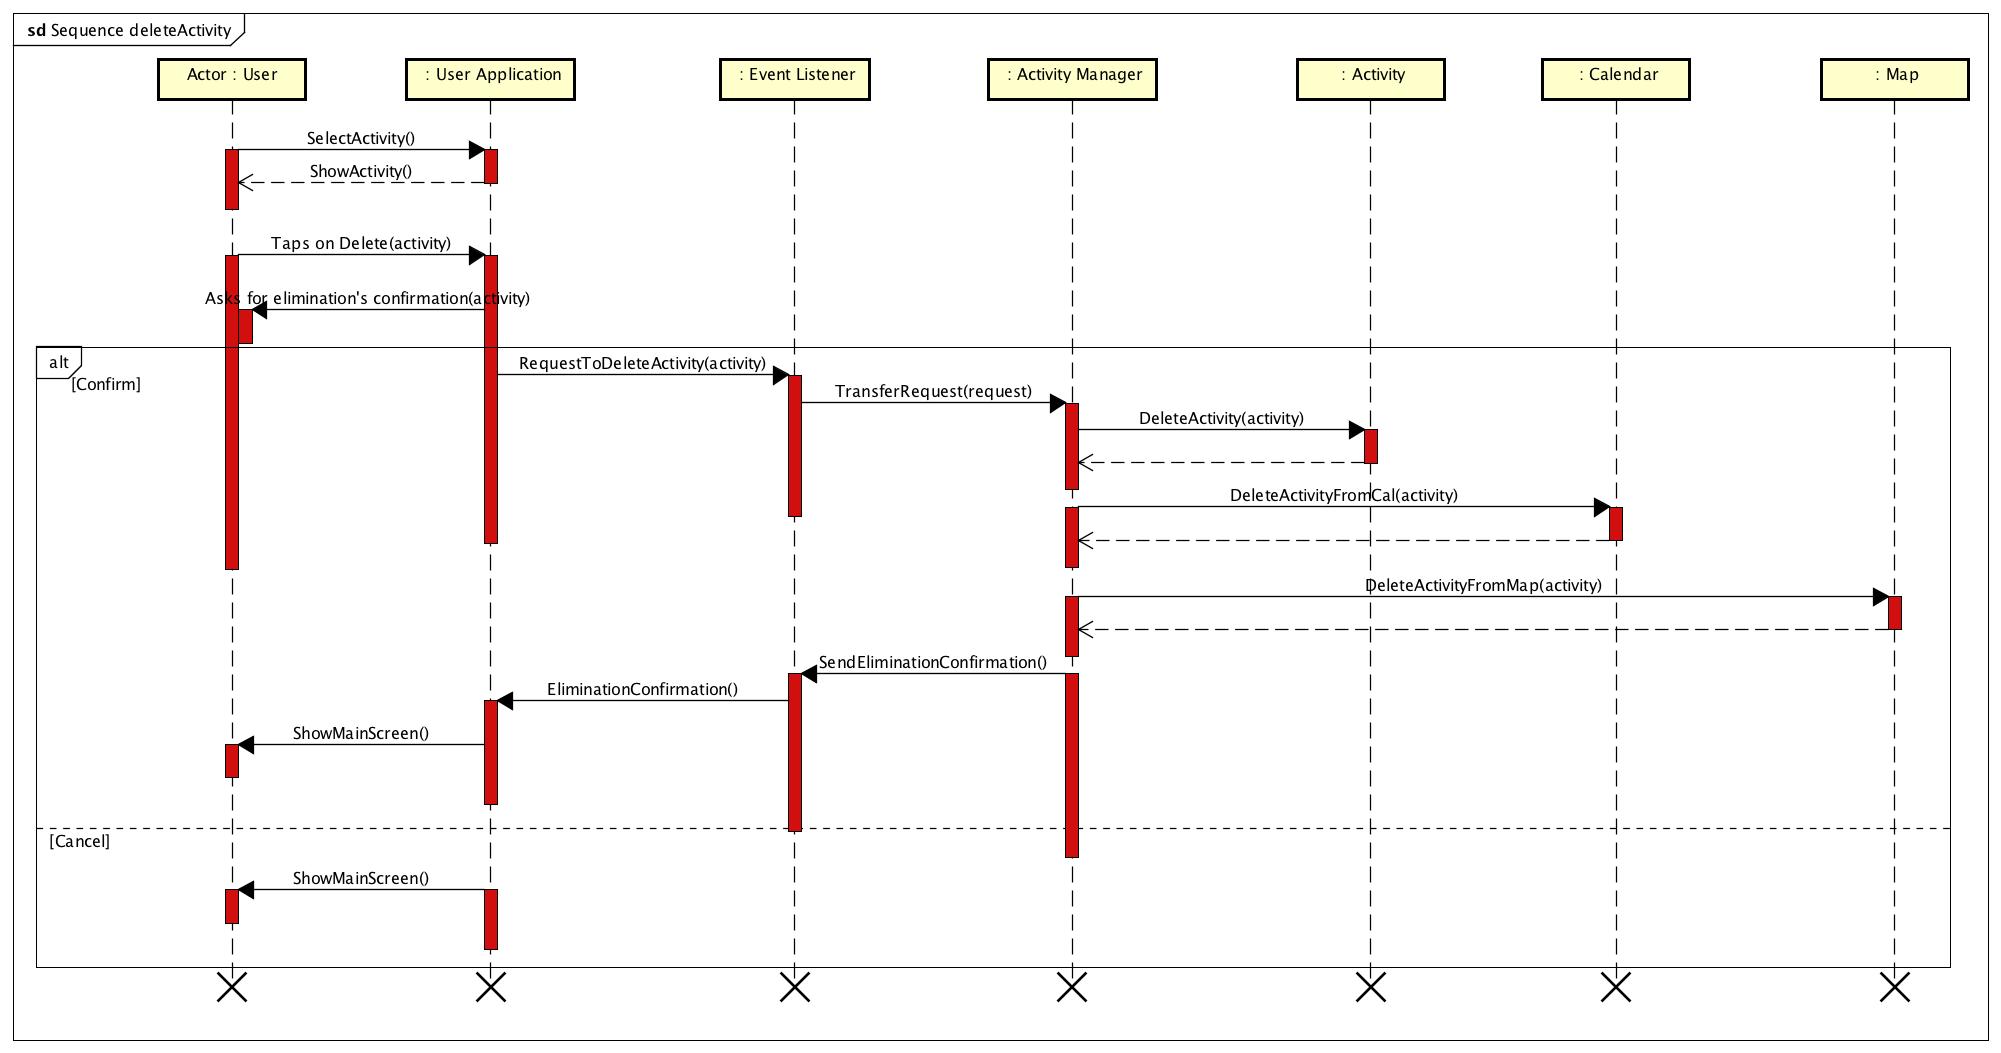 sd Sequence deleteActivity
Actor : User
: User Application
: Event Listener
: Activity Manager
: Activity
: Calendar
: Map
SelectActivity()
ShowActivity()
Taps on Delete(activity)
Asks for elimination's confirmation(activity)
alt
[Confirm]
RequestToDeleteActivity(activity)
TransferRequest(request)
DeleteActivity(activity)
DeleteActivityFromCal(activity)
DeleteActivityFromMap(activity)
SendEliminationConfirmation()
EliminationConfirmation()
ShowMainScreen()
[Cancel]
ShowMainScreen()